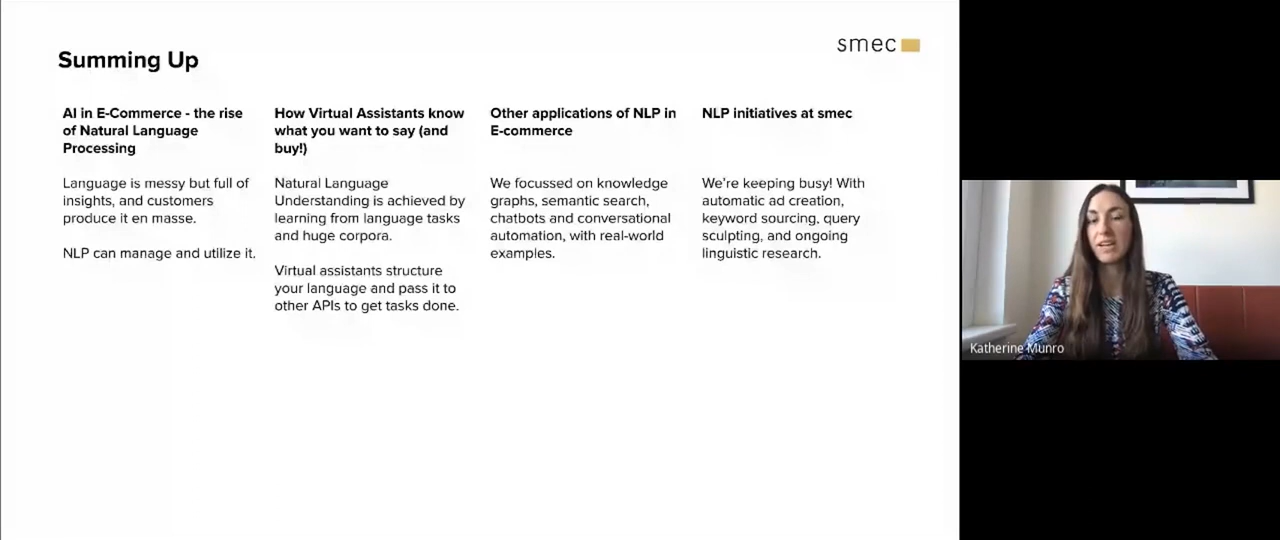 smec
Summing Up
AI in E-Commerce - the rise
of Natural Language
Processing
Language is messy but full of
insights, and customers
produce it en masse.
NLP can manage and utilize it.
How Virtual Assistants know
what you want to say (and
buy!)
Natural Language
Understanding is achieved by
learning from language tasks
and huge corpora.
Virtual assistants structure
your language and pass it to
other APIs to get tasks done.
Other applications of NLP in
E-commerce
We focussed on knowledge
graphs, semantic search,
chatbots and conversational
automation, with real-world
examples.
NLP initiatives at smec
We're keeping busy! With
automatic ad creation,
keyword sourcing, query
sculpting, and ongoing
linguistic research.
Katherine Munro